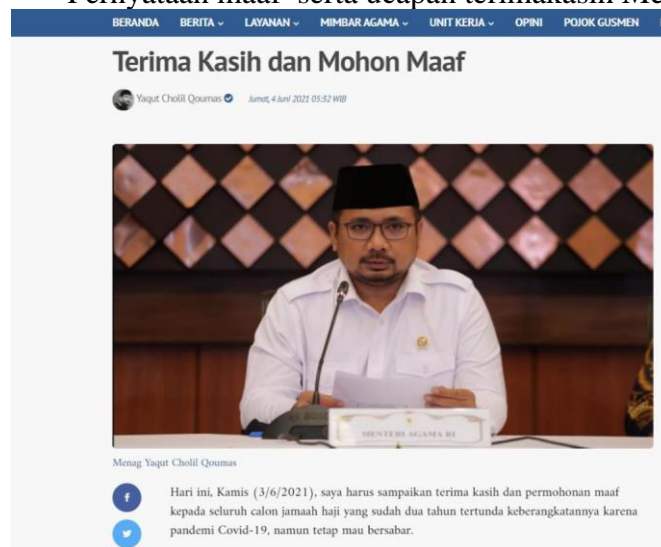 BERANDA BERITA LAYANAN MIMBAR AGAMA UNIT KERJA OPINI POJOK GUSMEN
Terima Kasih dan Mohon Maaf
Yaqut Cholil Qoumas Jumat, 4 Juni 2021 05:32 WIB
MENTERI AGAMA RI
Menag Yaqut Cholil Qoumas
Hari ini, Kamis (3/6/2021), saya harus sampaikan terima kasih dan permohonan maaf
kepada seluruh calon jamaah haji yang sudah dua tahun tertunda keberangkatannya karena
pandemi Covid-19, namun tetap mau bersabar.